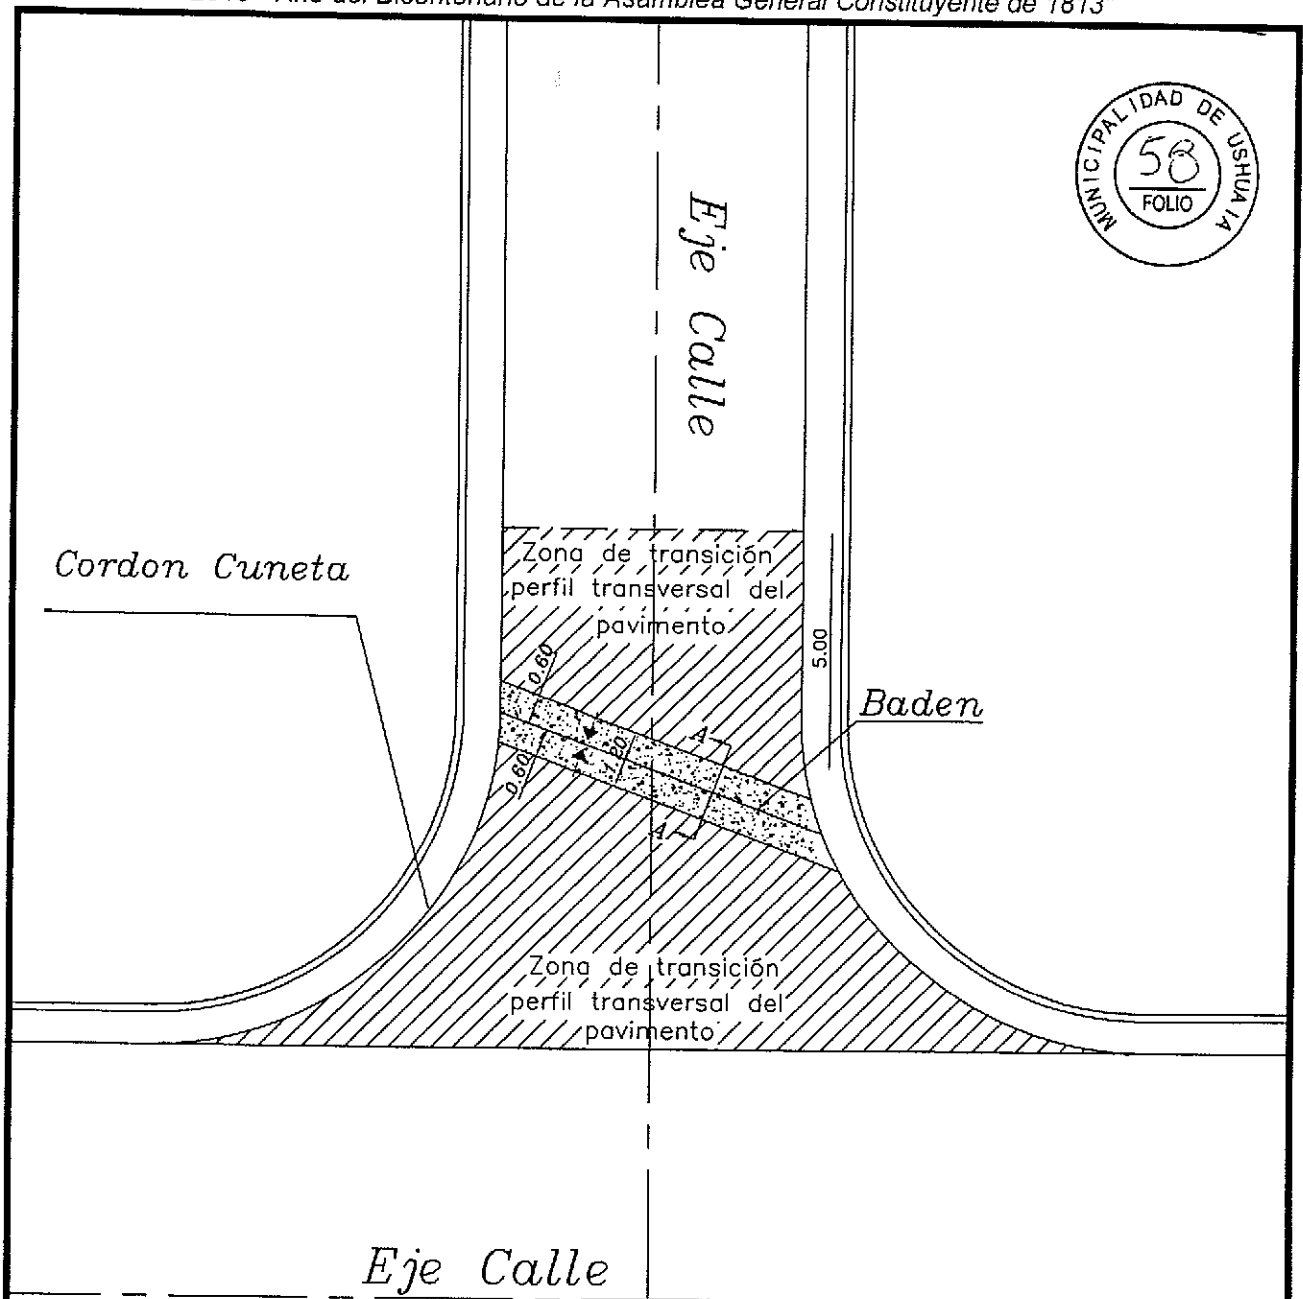 Año del Bicentenario de la Asamblea General Constituyente de 1813"
MUNICIPALIDAD DE USHUAIA
58
FOLIO
Eje Calle
Cordon Cuneta
Zona de transición
perfil transversal del
pavimento
5.00
0.60
Baden
A
1.20
0.60
A
Zona de transición
perfil transversal del
pavimento
Eje Calle